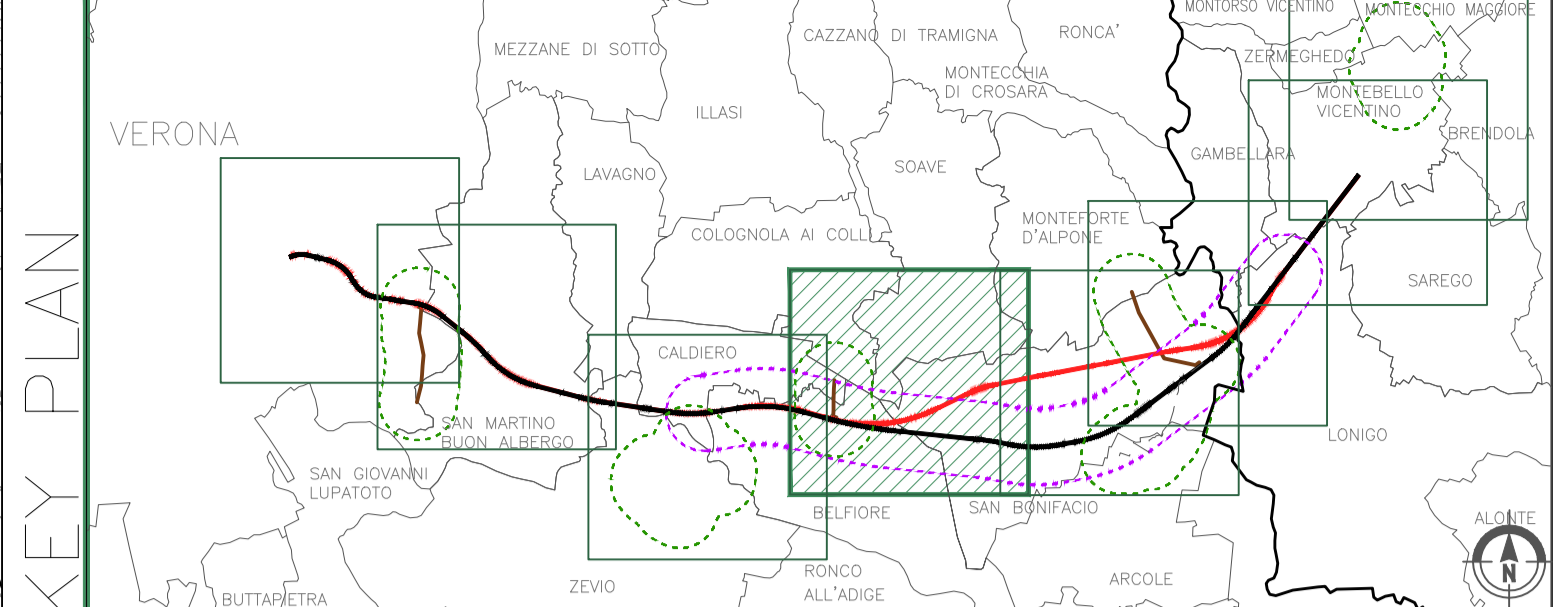 KEY PLAN
MONTORSO VICENTINO
MONTECCHIO MAGGIORE
MEZZANE DI SOTTO
CAZZANO DI TRAMIGNA
RONCA'
ZERMEGHEDO
MONTECCHIA
DI CROSARA
MONTEBELLO
VICENTINO
ILLASI
VERONA
BRENDOLA
GAMBELLARA
SOAVE
LAVAGNO
MONTEFORTE
D'ALPONE
COLOGNOLA AI COLLI
SAREGO
CALDIERO
SAN MARTINO
BUON ALBERGO
LONIGO
SAN GIOVANNI
LUPATOTO
BELFIORE
SAN BONIFACIO
ALONTE
RONCO
ALL'ADIGE
ARCOLE
ZEVIO
BUTTAPIETRA
N